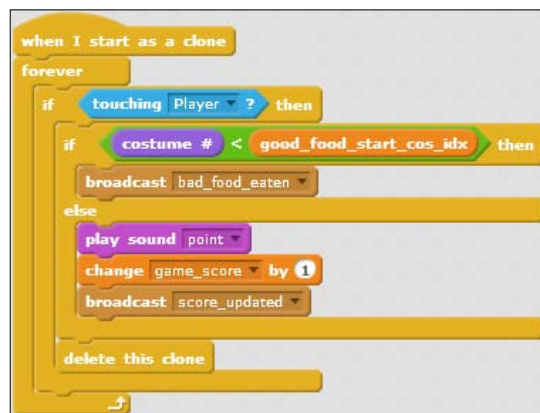 when I start as a clone
forever
if touching Player ? then
if costume # < good_food_start_cos_idx then
broadcast bad_food_eaten
else
play sound point
change game_score by 1
broadcast score_updated
delete this clone